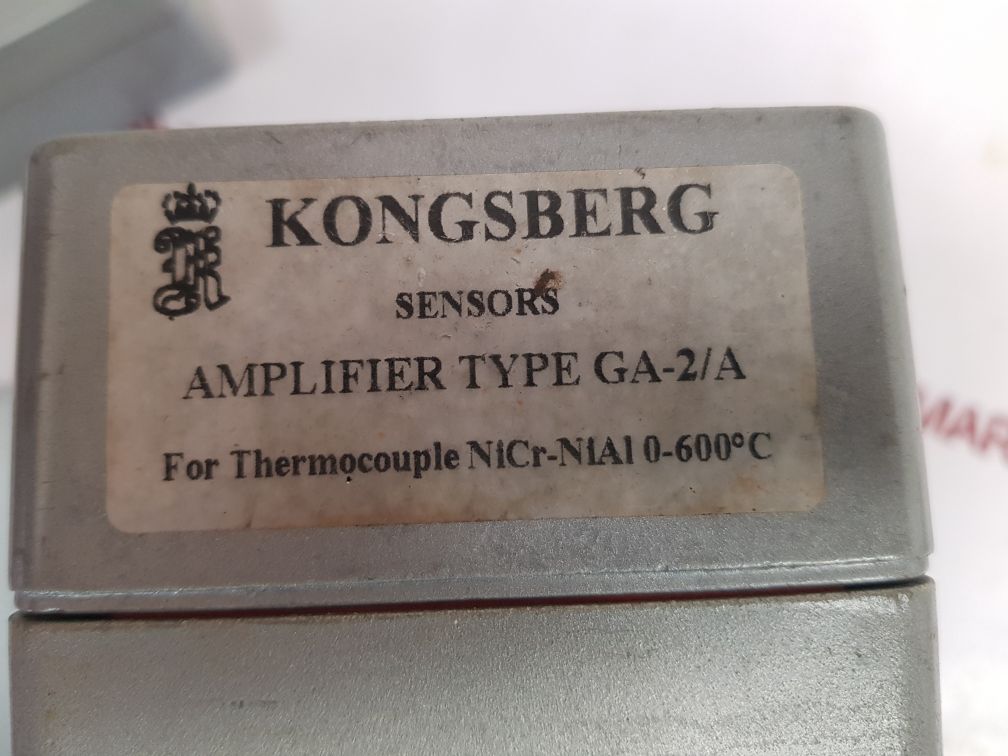 KONGSBERG
SENSORS
AMPLIFIER TYPE GA-2/A
For Thermocouple NiCr-NiAl 0-600°C